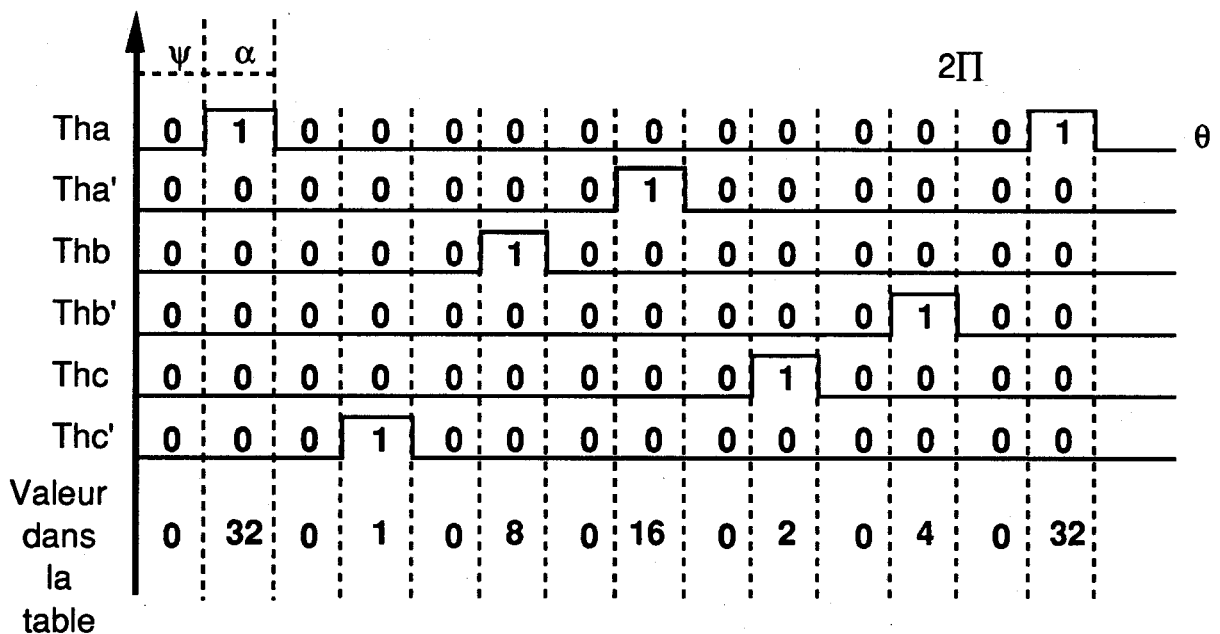 ψ α
2Π
Tha 0 1 0 0 0 0 0 0 0 0 0 0 0 1 θ
Tha' 0 0 0 0 0 0 0 1 0 0 0 0 0 0
Thb 0 0 0 0 0 1 0 0 0 0 0 0 0 0
Thb' 0 0 0 0 0 0 0 0 0 0 0 1 0 0
Thc 0 0 0 0 0 0 0 0 0 1 0 0 0 0
Thc' 0 0 0 1 0 0 0 0 0 0 0 0 0 0
Valeur
dans 0 32 0 1 0 8 0 16 0 2 0 4 0 32
la
table